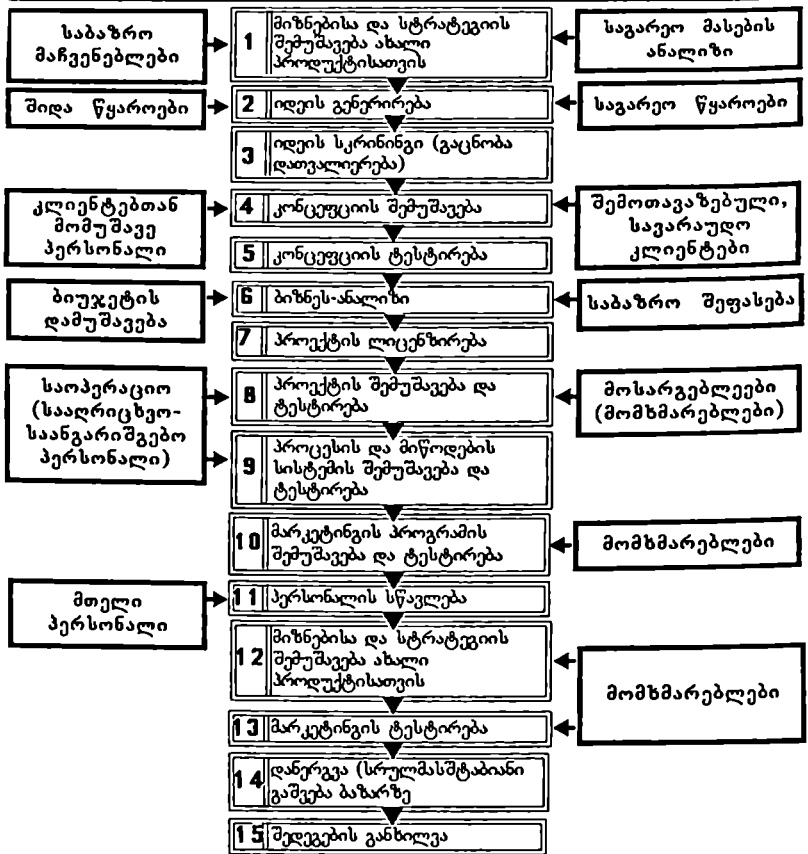 საბაზრო
მაჩვენებლები
1 მიზნებისა და სტრატეგიის
შემუშავება ახალი
პროდუქტისათვის
საგარეო მასების
ანალიზი
შიდა წყაროები
2 იდეის გენერირება
საგარეო წყაროები
3 იდეის სკრინინგი (გაცნობა
დათვალიერება)
კლიენტებთან
მომუშავე
პერსონალი
4 კონცეფციის შემუშავება
შემოთავაზებული,
სავარაუდო
კლიენტები
5 კონცეფციის ტესტირება
ბიუჯეტის
დამუშავება
6 ბიზნეს-ანალიზი
საბაზრო შეფასება
7 პროექტის ლიცენზირება
საოპერაციო
(სააღრიცხვო-
საანგარიშგებო
პერსონალი)
8 პროექტის შემუშავება და
ტესტირება
მოსარგებლეები
(მომხმარებლები)
9 პროცესის და მიწოდების
სისტემის შემუშავება და
ტესტირება
10 მარკეტინგის პროგრამის
შემუშავება და ტესტირება
მომხმარებლები
მთელი
პერსონალი
11 პერსონალის სწავლება
12 მიზნებისა და სტრატეგიის
შემუშავება ახალი
პროდუქტისათვის
მომხმარებლები
13 მარკეტინგის ტესტირება
14 დანერგვა (სრულმასშტაბიანი
გაშვება ბაზარზე
15 შედეგების განხილვა